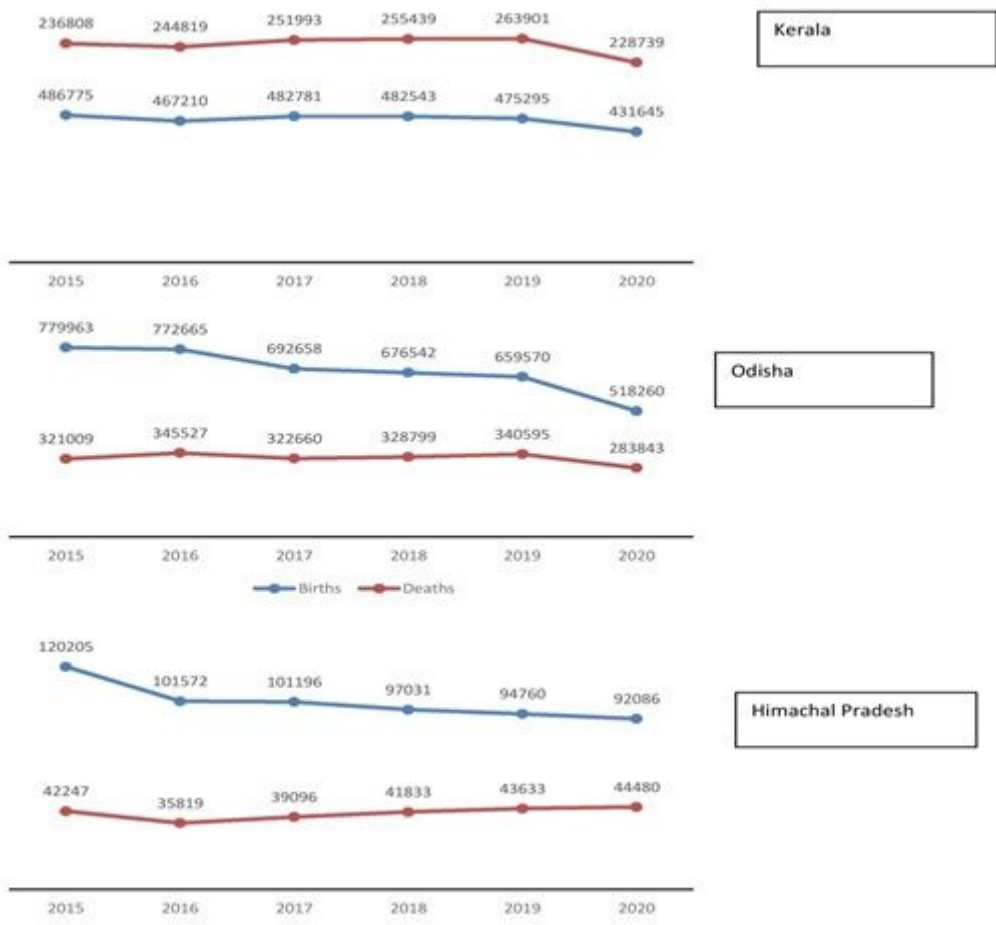 236808 244819 251993 255439 263901 228739
Kerala
486775 467210 482781 482543 475295 431645
2015 2016 2017 2018 2019 2020
779963 772665 692658 676542 659570 518260
Odisha
321009 345527 322660 328799 340595 283843
2015 2016 2017 2018 2019 2020
Births Deaths
120205 101572 101196 97031 94760 92086
Himachal Pradesh
42247 35819 39096 41833 43633 44480
2015 2016 2017 2018 2019 2020